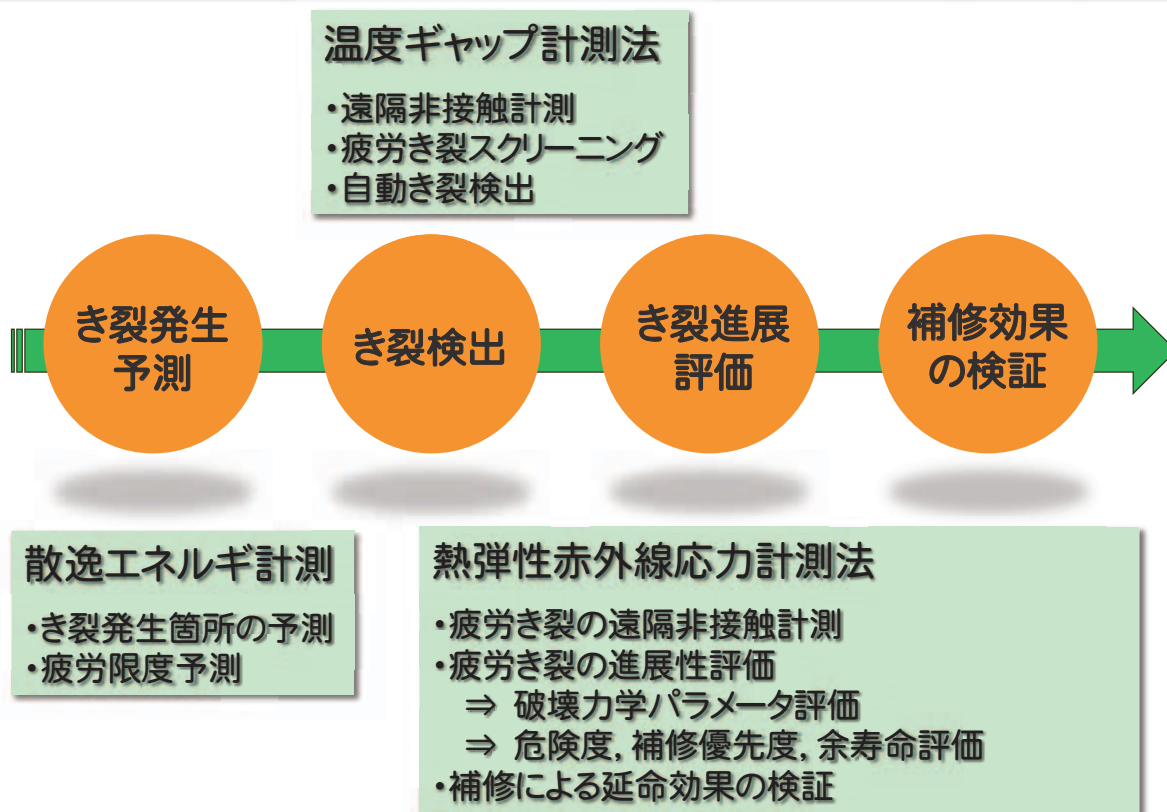 温度ギャップ計測法
・遠隔非接触計測
・疲労き裂スクリーニング
・自動き裂検出
き裂発生
予測
き裂検出
き裂進展
評価
補修効果
の検証
散逸エネルギ計測
・き裂発生箇所の予測
・疲労限度予測
熱弾性赤外線応力計測法
・疲労き裂の遠隔非接触計測
・疲労き裂の進展性評価
⇒ 破壊力学パラメータ評価
⇒ 危険度, 補修優先度, 余寿命評価
・補修による延命効果の検証